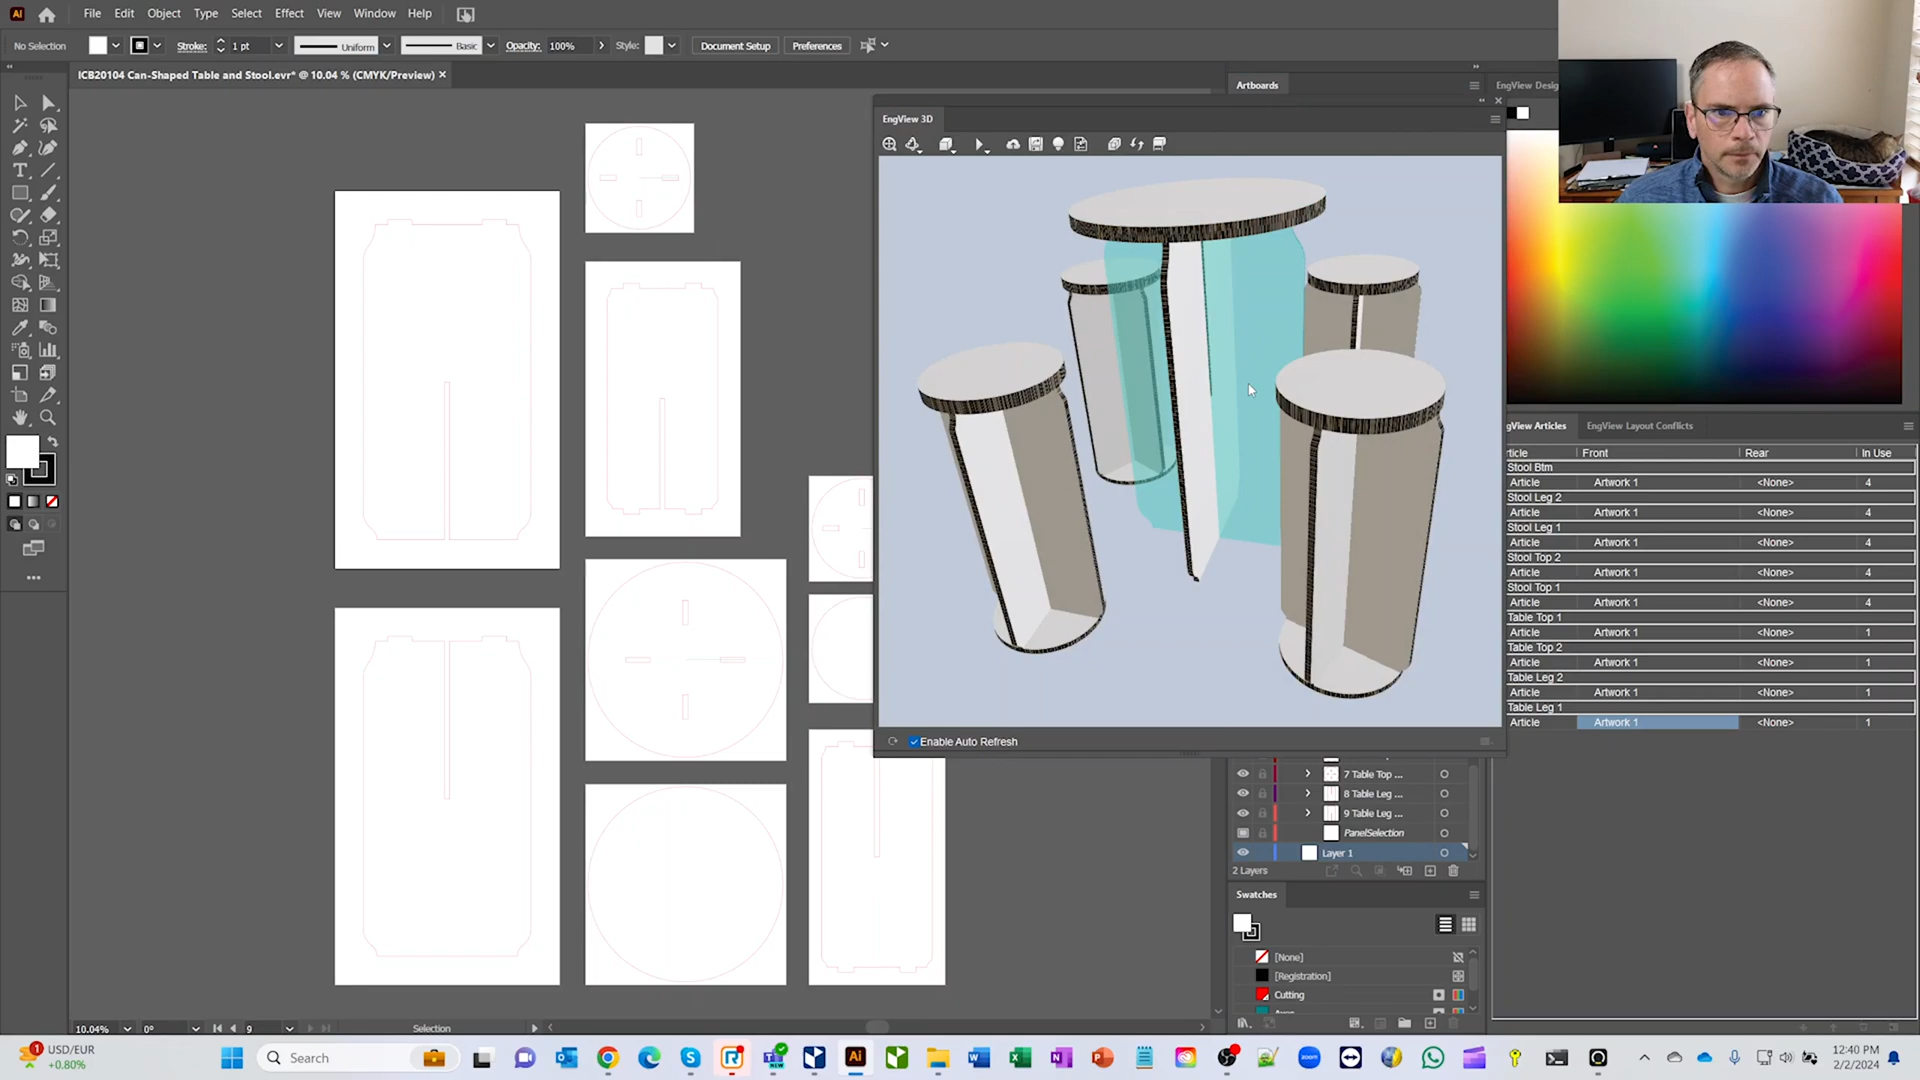 File Edit Object Type Select Effect View Window Help
No Selection Stroke: 1 pt Uniform Basic Opacity: 100% Style: Document Setup Preferences
ICB20104 Can-Shaped Table and Stool.evr* @ 10.04 % (CMYK/Preview) ×
Artboards
EngView Desi
EngView 3D
Enable Auto Refresh
ngView Articles EngView Layout Conflicts
rticle Front Rear In Use
Stool Btm
Article Artwork 1 <None> 4
Stool Leg 2
Article Artwork 1 <None> 4
Stool Leg 1
Article Artwork 1 <None> 4
Stool Top 2
Article Artwork 1 <None> 4
Stool Top 1
Article Artwork 1 <None> 4
Table Top 1
Article Artwork 1 <None> 1
Table Top 2
Article Artwork 1 <None> 1
Table Leg 2
Article Artwork 1 <None> 1
Table Leg 1
Article Artwork 1 <None> 1
7 Table Top ...
8 Table Leg ...
9 Table Leg ...
PanelSelection
Layer 1
2 Layers
Swatches
[None]
[Registration]
Cutting
10.04% 0° 9 Selection
1 USD/EUR
+0.80%
Search
NEW
Ai
zoom
12:40 PM
2/2/2024